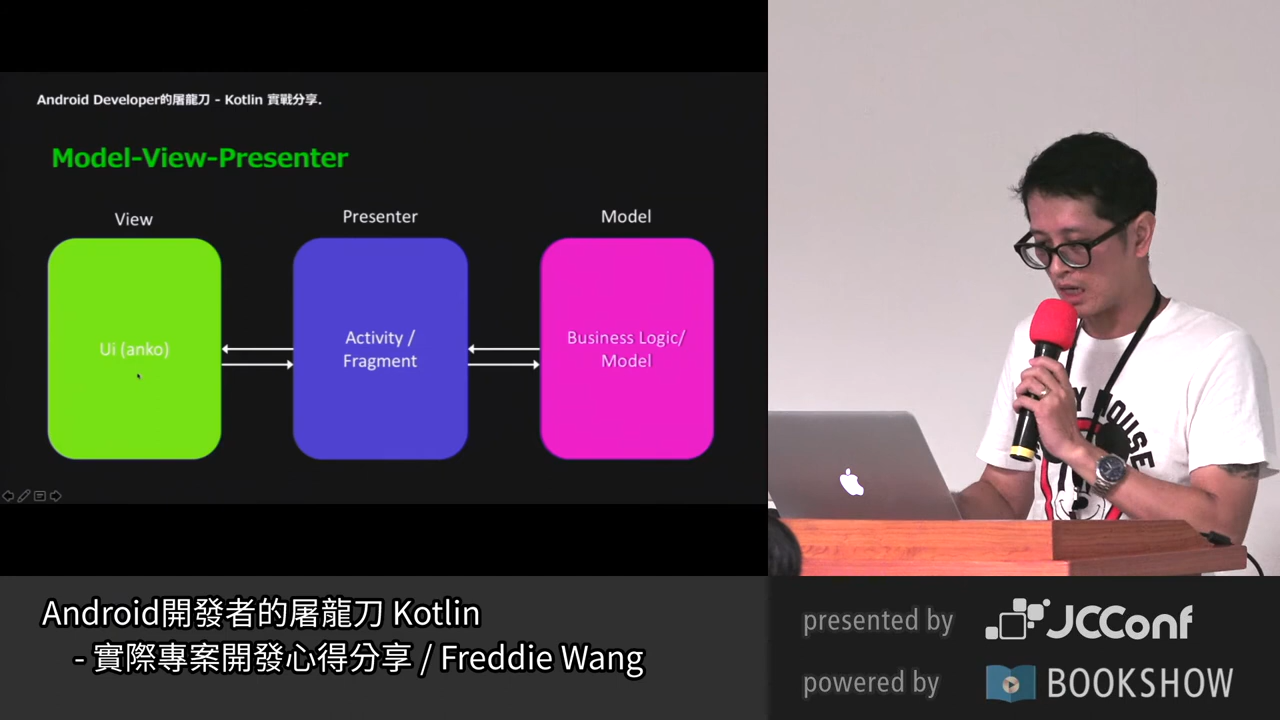 Android Developer的屠龍刀 - Kotlin 實戰分享.
Model-View-Presenter
View
Presenter
Model
Ui (anko)
Activity /
Fragment
Business Logic/
Model
Y MOUSE
Android開發者的屠龍刀 Kotlin
- 實際專案開發心得分享 / Freddie Wang
presented by
JCConf
powered by
BOOKSHOW